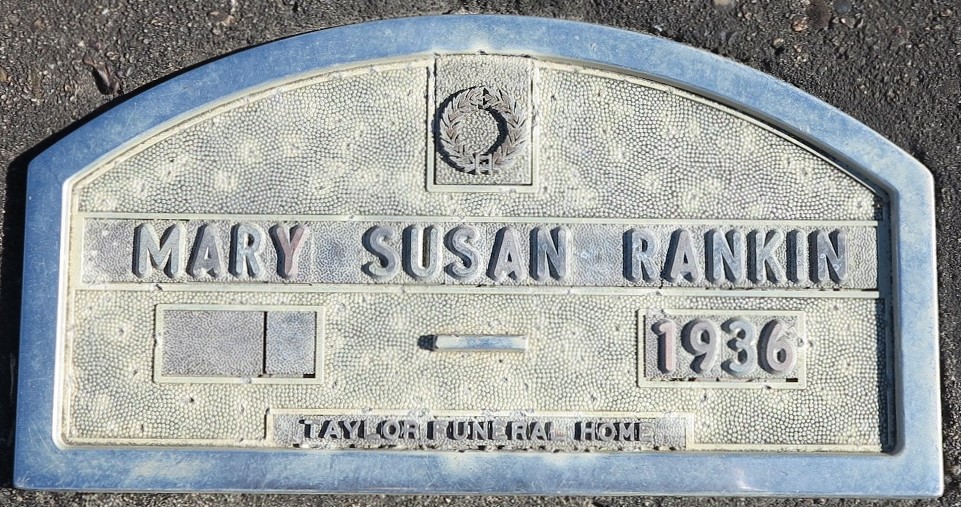 MARY SUSAN RANKIN
- 1936
TAYLOR FUNERAL HOME